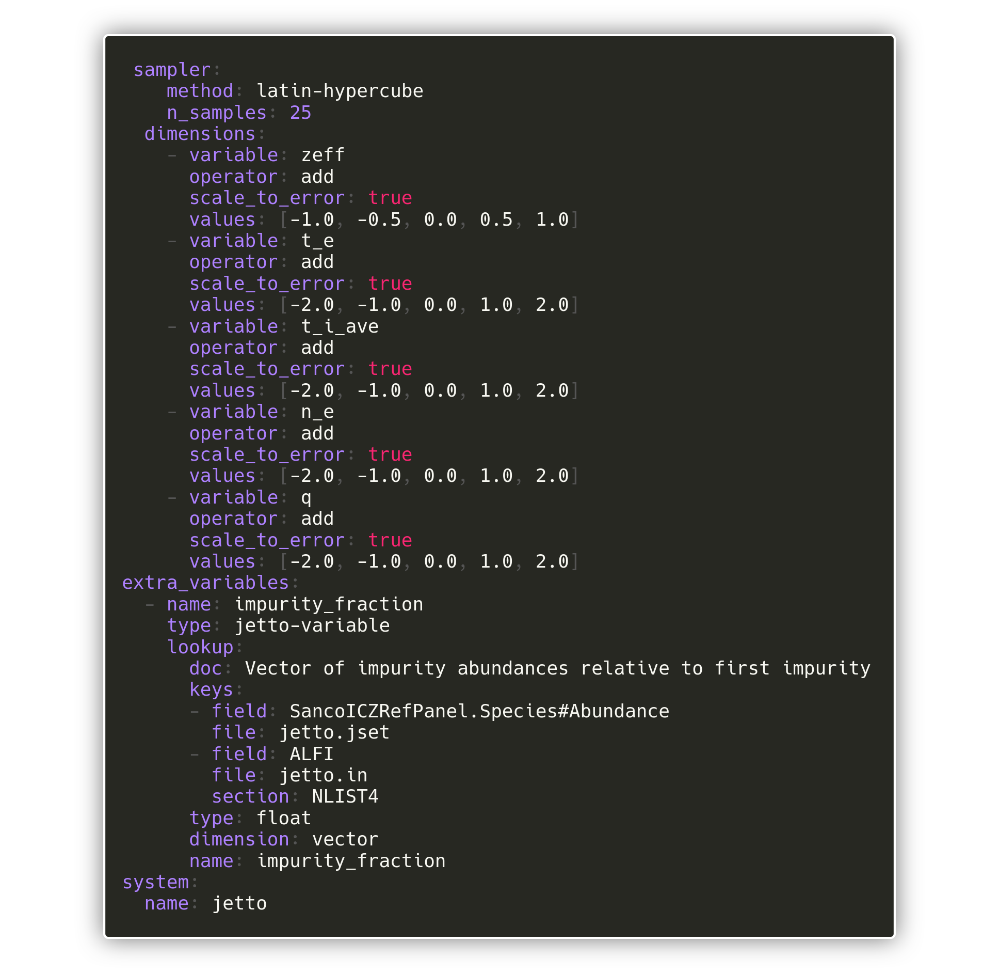 sampler:
    method: latin-hypercube
    n_samples: 25
  dimensions:
    - variable: zeff
      operator: add
      scale_to_error: true
      values: [-1.0, -0.5, 0.0, 0.5, 1.0]
    - variable: t_e
      operator: add
      scale_to_error: true
      values: [-2.0, -1.0, 0.0, 1.0, 2.0]
    - variable: t_i_ave
      operator: add
      scale_to_error: true
      values: [-2.0, -1.0, 0.0, 1.0, 2.0]
    - variable: n_e
      operator: add
      scale_to_error: true
      values: [-2.0, -1.0, 0.0, 1.0, 2.0]
    - variable: q
      operator: add
      scale_to_error: true
      values: [-2.0, -1.0, 0.0, 1.0, 2.0]
extra_variables:
  - name: impurity_fraction
    type: jetto-variable
    lookup:
      doc: Vector of impurity abundances relative to first impurity
      keys:
      - field: SancoICZRefPanel.Species#Abundance
        file: jetto.jset
      - field: ALFI
        file: jetto.in
        section: NLIST4
      type: float
      dimension: vector
      name: impurity_fraction
system:
  name: jetto